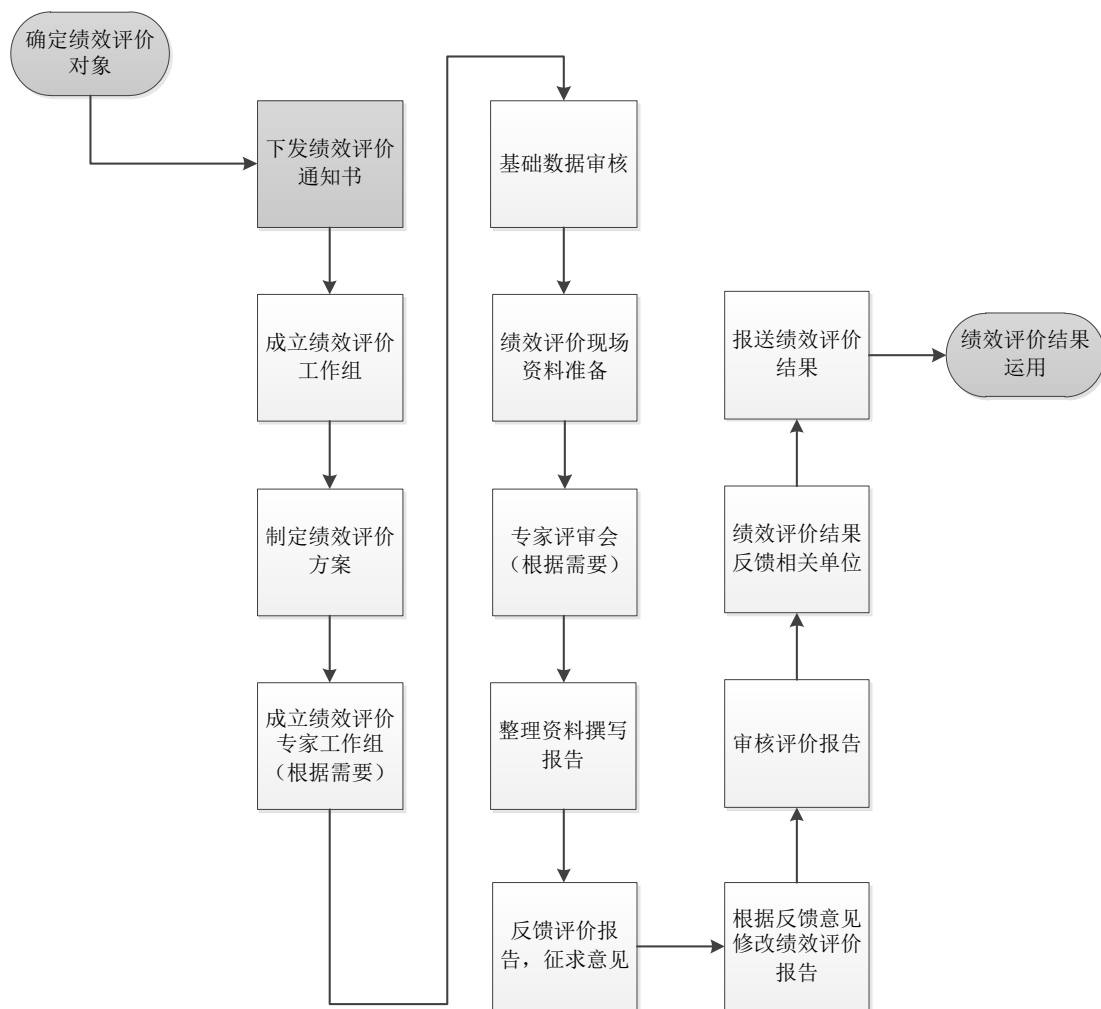 确定绩效评价
对象
下发绩效评价
通知书
成立绩效评价
工作组
制定绩效评价
方案
成立绩效评价
专家工作组
（根据需要）
基础数据审核
绩效评价现场
资料准备
专家评审会
（根据需要）
整理资料撰写
报告
反馈评价报
告，征求意见
根据反馈意见
修改绩效评价
报告
审核评价报告
绩效评价结果
反馈相关单位
报送绩效评价
结果
绩效评价结果
运用